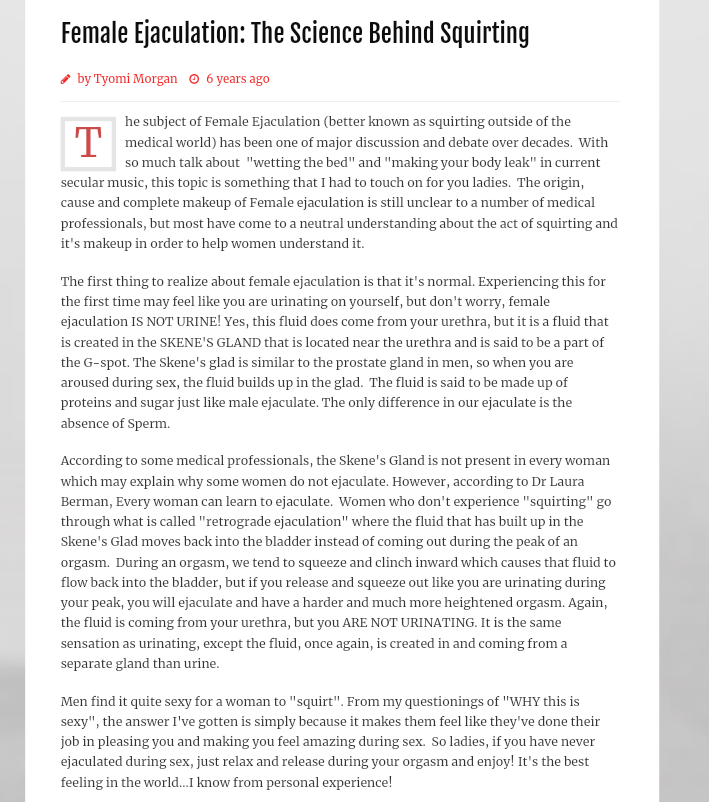 Female Ejaculation: The Science Behind Squirting
by Tyomi Morgan 6 years ago
The subject of Female Ejaculation (better known as squirting outside of the
medical world) has been one of major discussion and debate over decades. With
so much talk about "wetting the bed" and "making your body leak" in current
secular music, this topic is something that I had to touch on for you ladies. The origin,
cause and complete makeup of Female ejaculation is still unclear to a number of medical
professionals, but most have come to a neutral understanding about the act of squirting and
it's makeup in order to help women understand it.
The first thing to realize about female ejaculation is that it's normal. Experiencing this for
the first time may feel like you are urinating on yourself, but don't worry, female
ejaculation IS NOT URINE! Yes, this fluid does come from your urethra, but it is a fluid that
is created in the SKENE'S GLAND that is located near the urethra and is said to be a part of
the G-spot. The Skene's glad is similar to the prostate gland in men, so when you are
aroused during sex, the fluid builds up in the glad. The fluid is said to be made up of
proteins and sugar just like male ejaculate. The only difference in our ejaculate is the
absence of Sperm.
According to some medical professionals, the Skene's Gland is not present in every woman
which may explain why some women do not ejaculate. However, according to Dr Laura
Berman, Every woman can learn to ejaculate. Women who don't experience "squirting" go
through what is called "retrograde ejaculation" where the fluid that has built up in the
Skene's Glad moves back into the bladder instead of coming out during the peak of an
orgasm. During an orgasm, we tend to squeeze and clinch inward which causes that fluid to
flow back into the bladder, but if you release and squeeze out like you are urinating during
your peak, you will ejaculate and have a harder and much more heightened orgasm. Again,
the fluid is coming from your urethra, but you ARE NOT URINATING. It is the same
sensation as urinating, except the fluid, once again, is created in and coming from a
separate gland than urine.
Men find it quite sexy for a woman to "squirt". From my questionings of "WHY this is
sexy", the answer I've gotten is simply because it makes them feel like they've done their
job in pleasing you and making you feel amazing during sex. So ladies, if you have never
ejaculated during sex, just relax and release during your orgasm and enjoy! It's the best
feeling in the world...I know from personal experience!